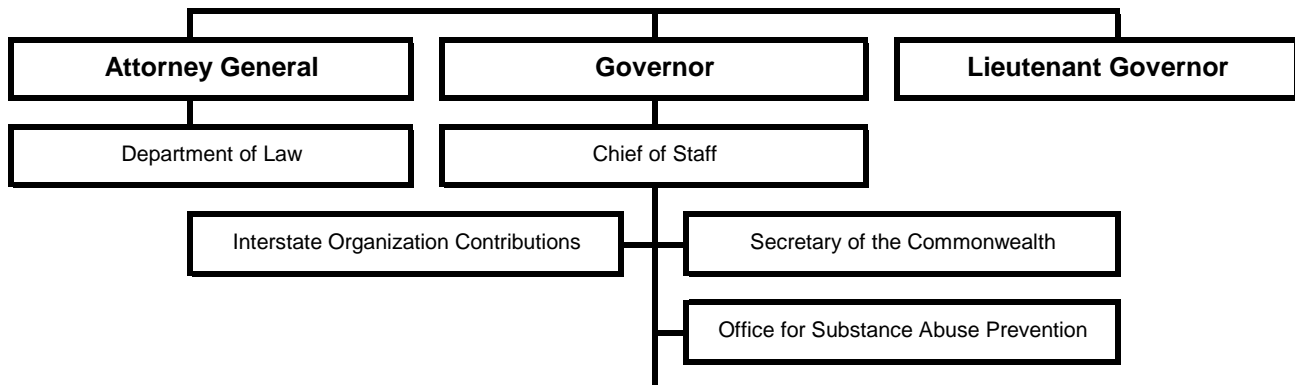 Attorney General
Governor
Lieutenant Governor
Department of Law
Chief of Staff
Interstate Organization Contributions
Secretary of the Commonwealth
Office for Substance Abuse Prevention